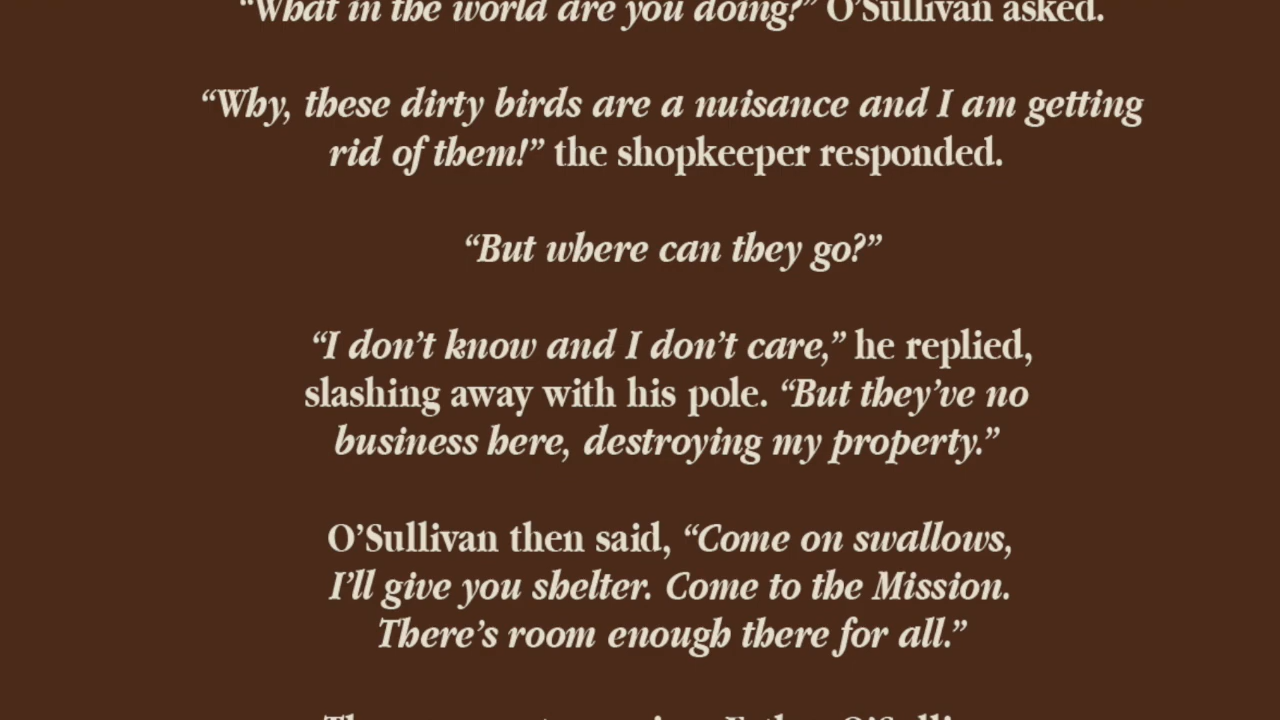 “What in the world are you doing?” O’Sullivan asked.
“Why, these dirty birds are a nuisance and I am getting
rid of them!” the shopkeeper responded.
“But where can they go?”
“I don’t know and I don’t care,” he replied,
slashing away with his pole. “But they’ve no
business here, destroying my property.”
O’Sullivan then said, “Come on swallows,
I’ll give you shelter. Come to the Mission.
There’s room enough there for all.”